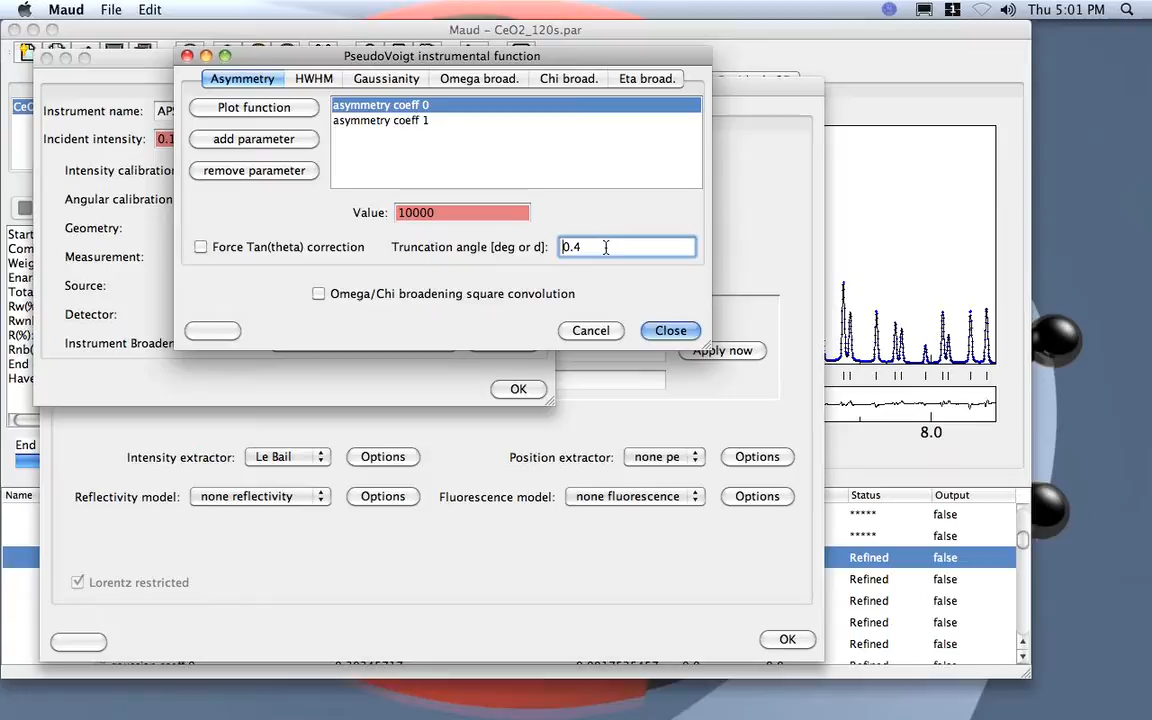 Maud File Edit Thu 5:01 PM
Maud – CeO2_120s.par
PseudoVoigt instrumental function
Asymmetry HWHM Gaussianity Omega broad. Chi broad. Eta broad.
Plot function
add parameter
remove parameter
asymmetry coeff 0
asymmetry coeff 1
Value: 10000
Force Tan(theta) correction Truncation angle [deg or d]: 0.4
Omega/Chi broadening square convolution
Cancel Close
Instrument name: APS
Incident intensity: 0.1
Intensity calibration
Angular calibration
Geometry:
Measurement:
Source:
Detector:
Instrument Broaden
OK
Apply now
8.0
Intensity extractor: Le Bail Options Position extractor: none pe Options
Reflectivity model: none reflectivity Options Fluorescence model: none fluorescence Options
Lorentz restricted
OK
End
Name Status Output
***** false
***** false
Refined false
Refined false
Refined false
Refined false
Refined false